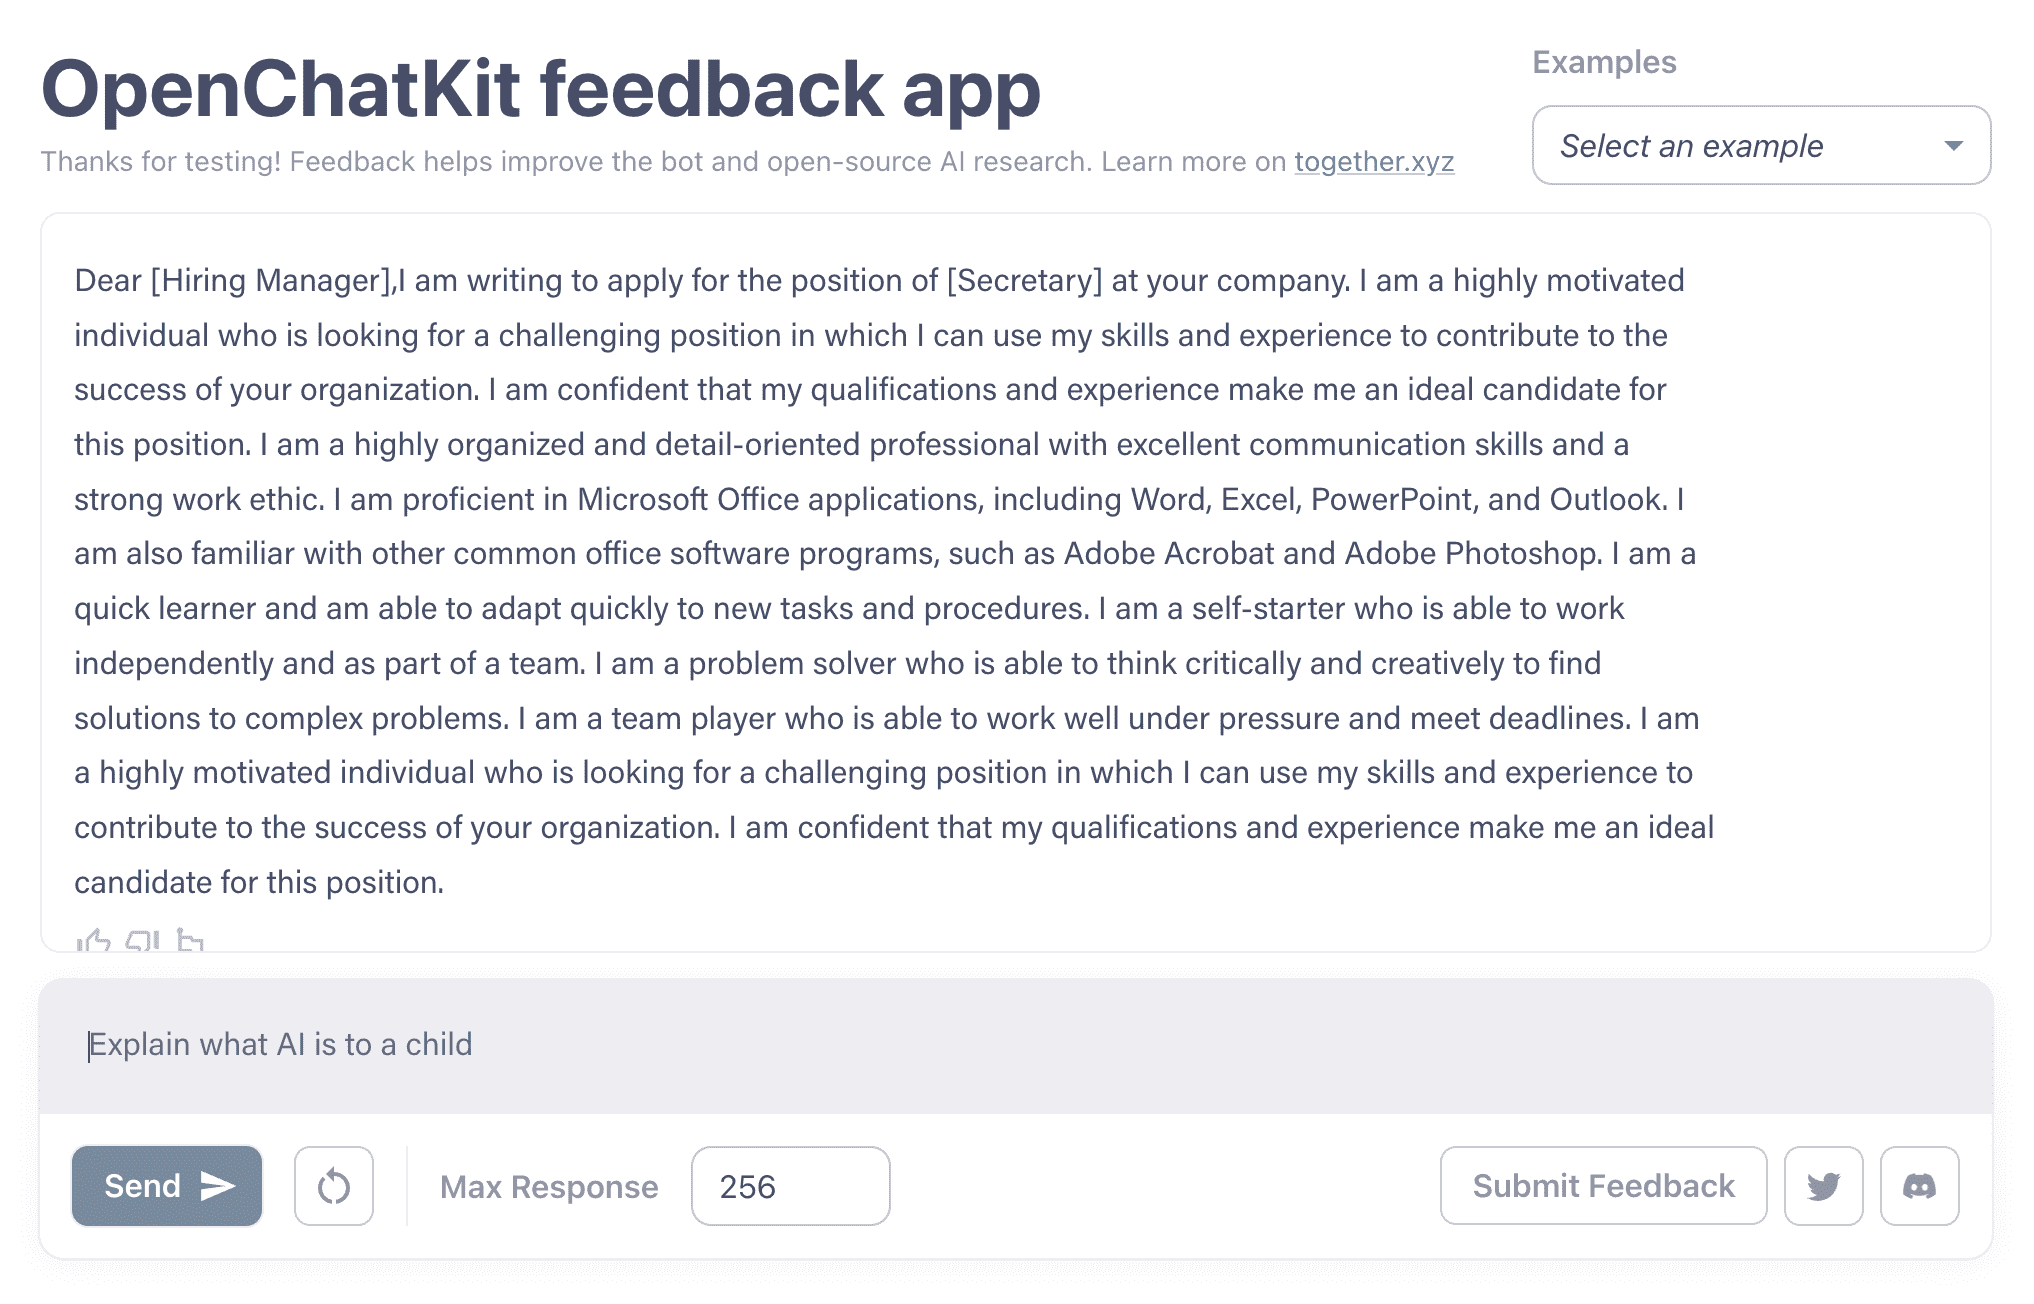 OpenChatKit feedback app
Thanks for testing! Feedback helps improve the bot and open-source AI research. Learn more on together.xyz
Examples
Select an example
Dear [Hiring Manager],I am writing to apply for the position of [Secretary] at your company. I am a highly motivated
individual who is looking for a challenging position in which I can use my skills and experience to contribute to the
success of your organization. I am confident that my qualifications and experience make me an ideal candidate for
this position. I am a highly organized and detail-oriented professional with excellent communication skills and a
strong work ethic. I am proficient in Microsoft Office applications, including Word, Excel, PowerPoint, and Outlook. I
am also familiar with other common office software programs, such as Adobe Acrobat and Adobe Photoshop. I am a
quick learner and am able to adapt quickly to new tasks and procedures. I am a self-starter who is able to work
independently and as part of a team. I am a problem solver who is able to think critically and creatively to find
solutions to complex problems. I am a team player who is able to work well under pressure and meet deadlines. I am
a highly motivated individual who is looking for a challenging position in which I can use my skills and experience to
contribute to the success of your organization. I am confident that my qualifications and experience make me an ideal
candidate for this position.
Explain what AI is to a child
Send
Max Response
256
Submit Feedback